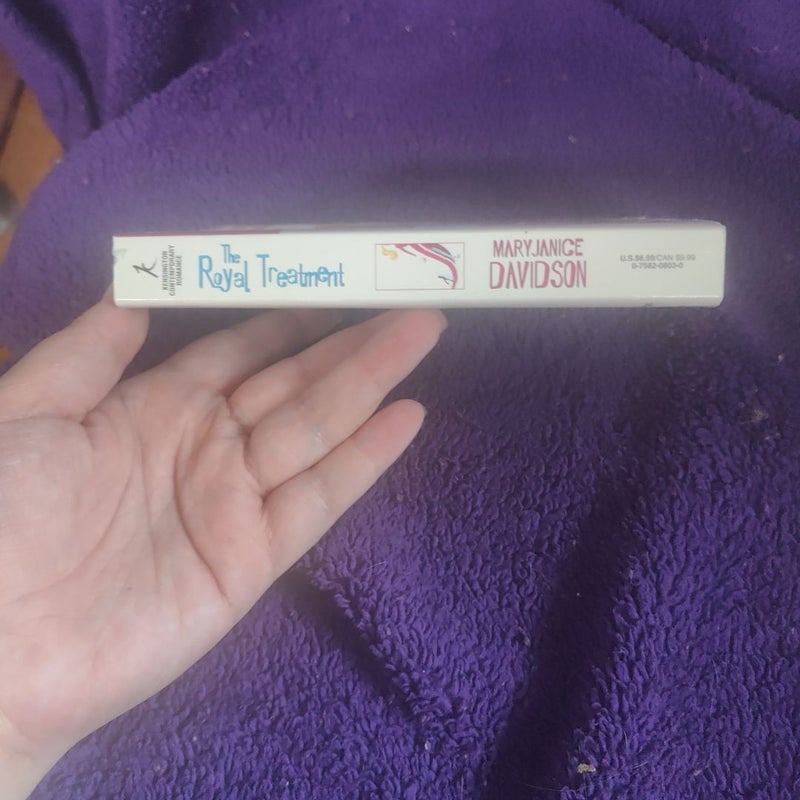 K
KENSINGTON
CONTEMPORARY
ROMANCE
The
Royal Treatment
MARYJANICE
DAVIDSON
U.S.$6.99/CAN $9.99
0-7582-0803-0